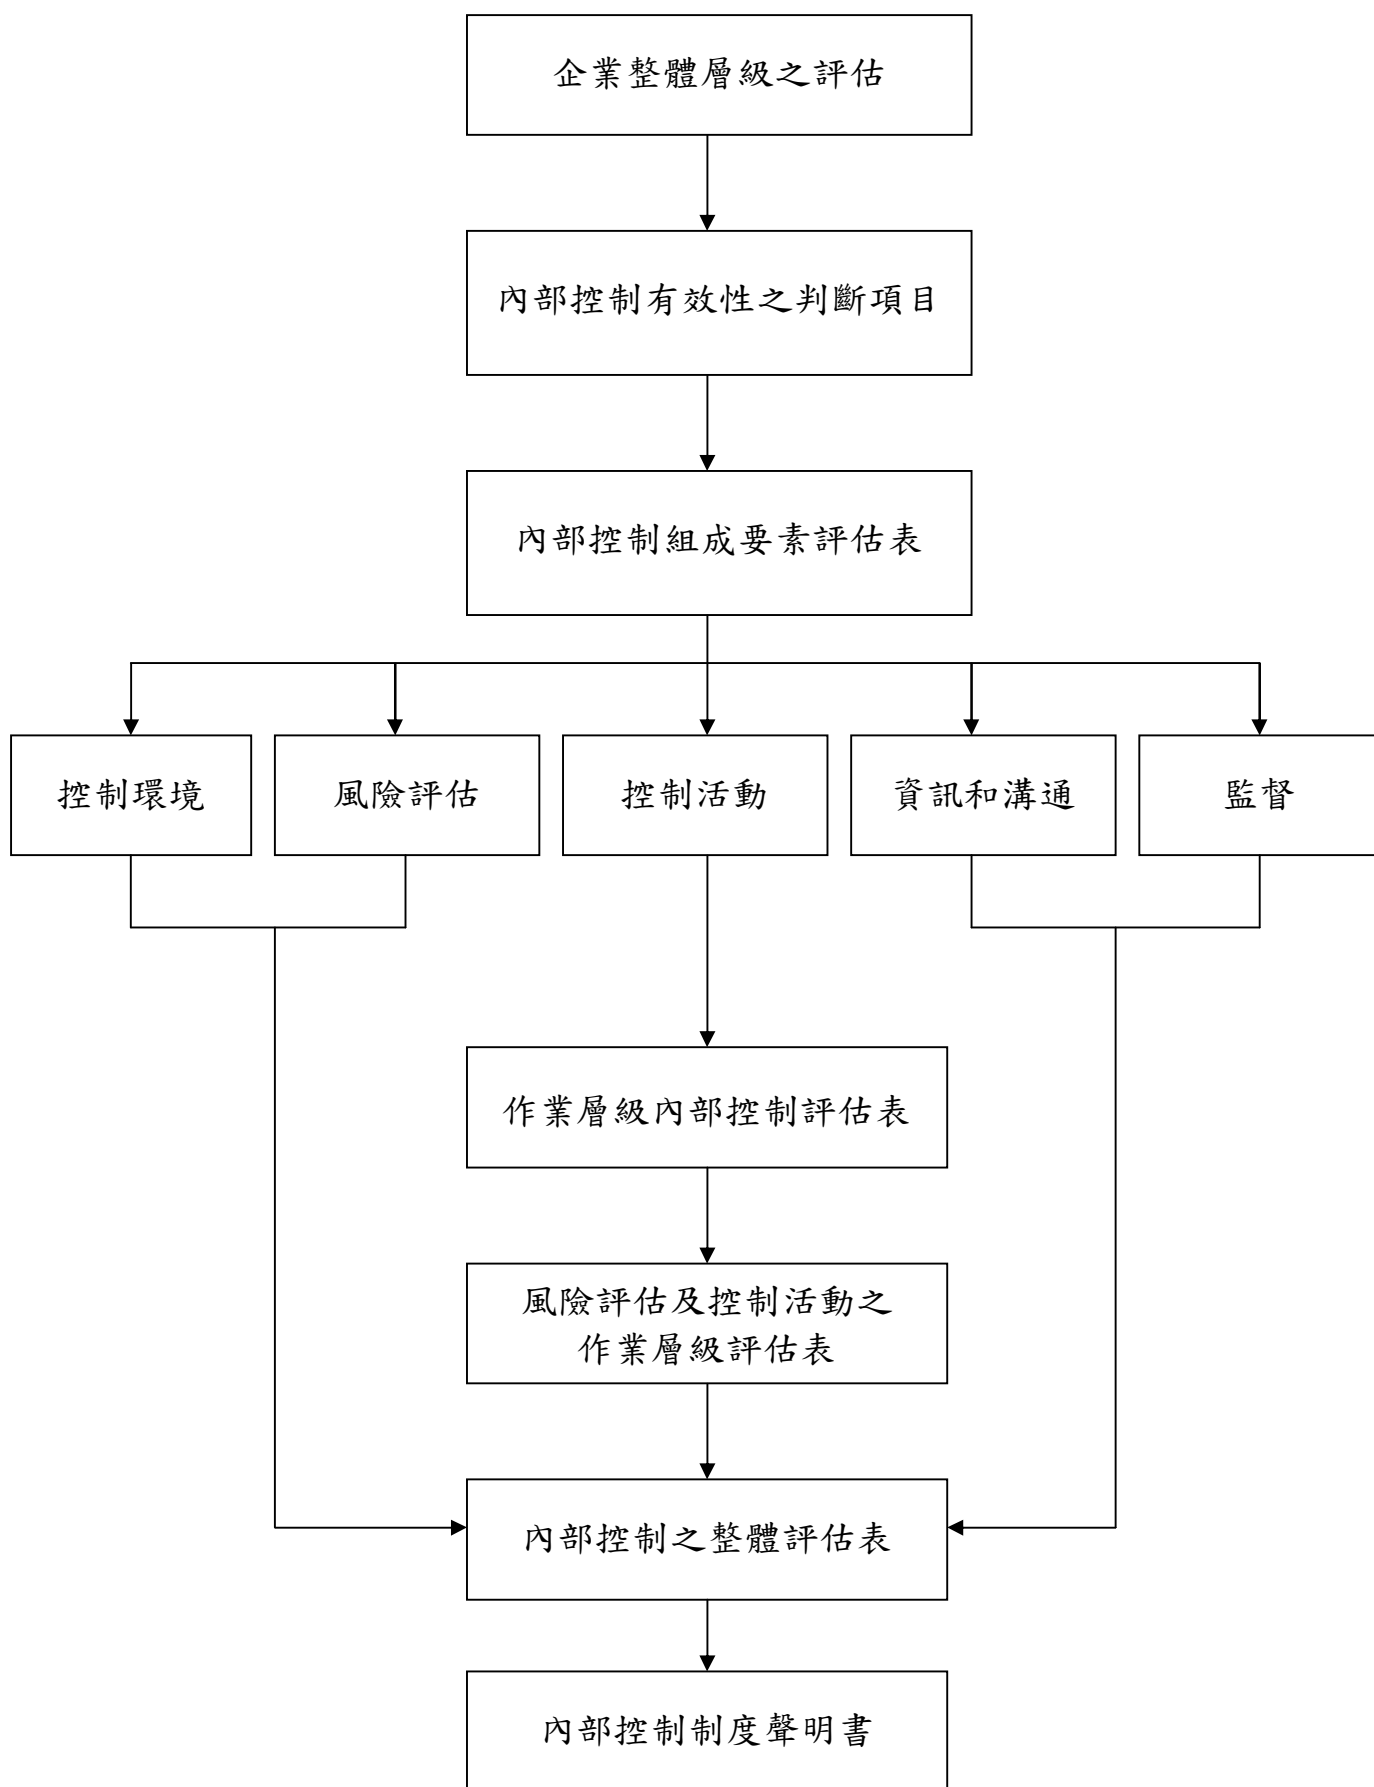 企業整體層級之評估
內部控制有效性之判斷項目
內部控制組成要素評估表
控制環境
風險評估
控制活動
資訊和溝通
監督
作業層級內部控制評估表
風險評估及控制活動之
作業層級評估表
內部控制之整體評估表
內部控制制度聲明書